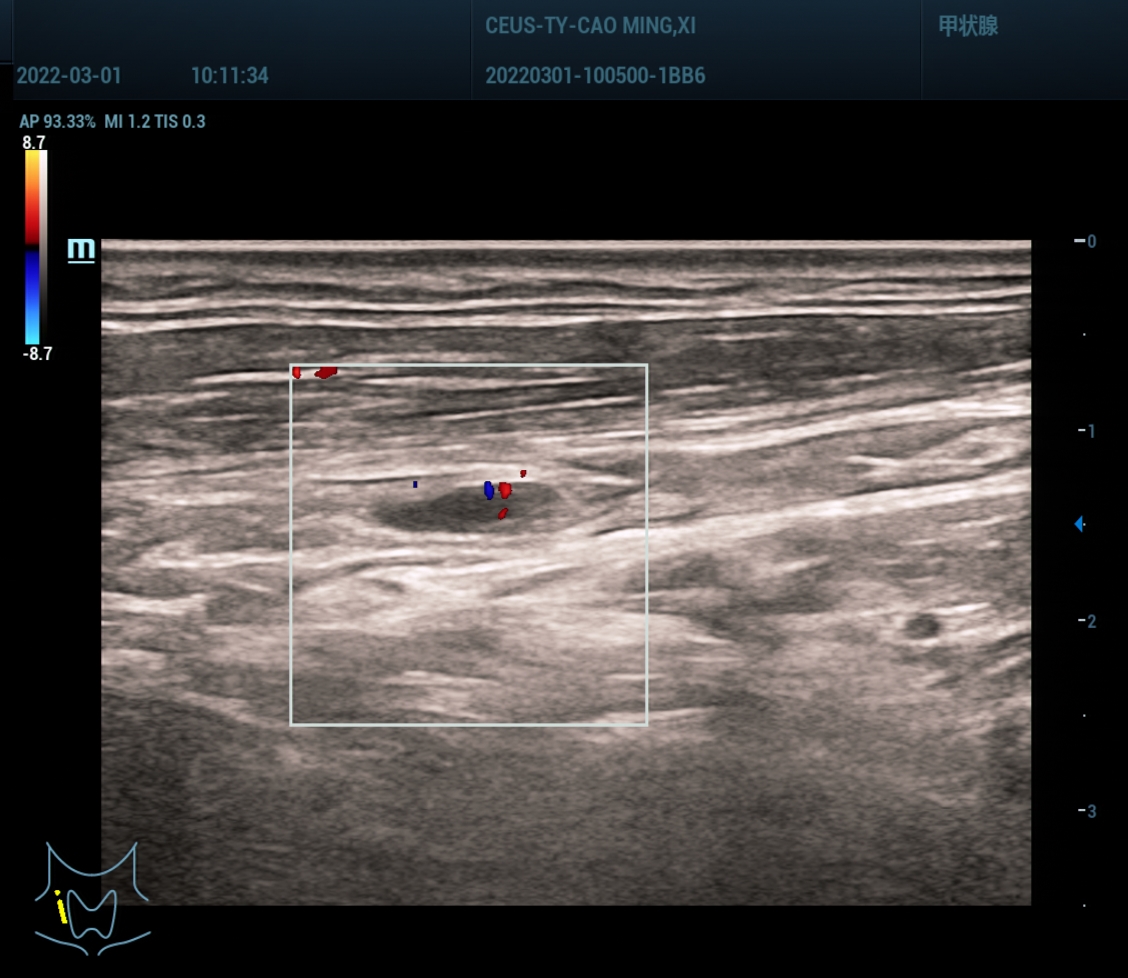 CEUS-TY-CAO MING,XI
甲状腺
2022-03-01 10:11:34
20220301-100500-1BB6
AP 93.33% MI 1.2 TIS 0.3
8.7
m
-8.7
0
1
2
3